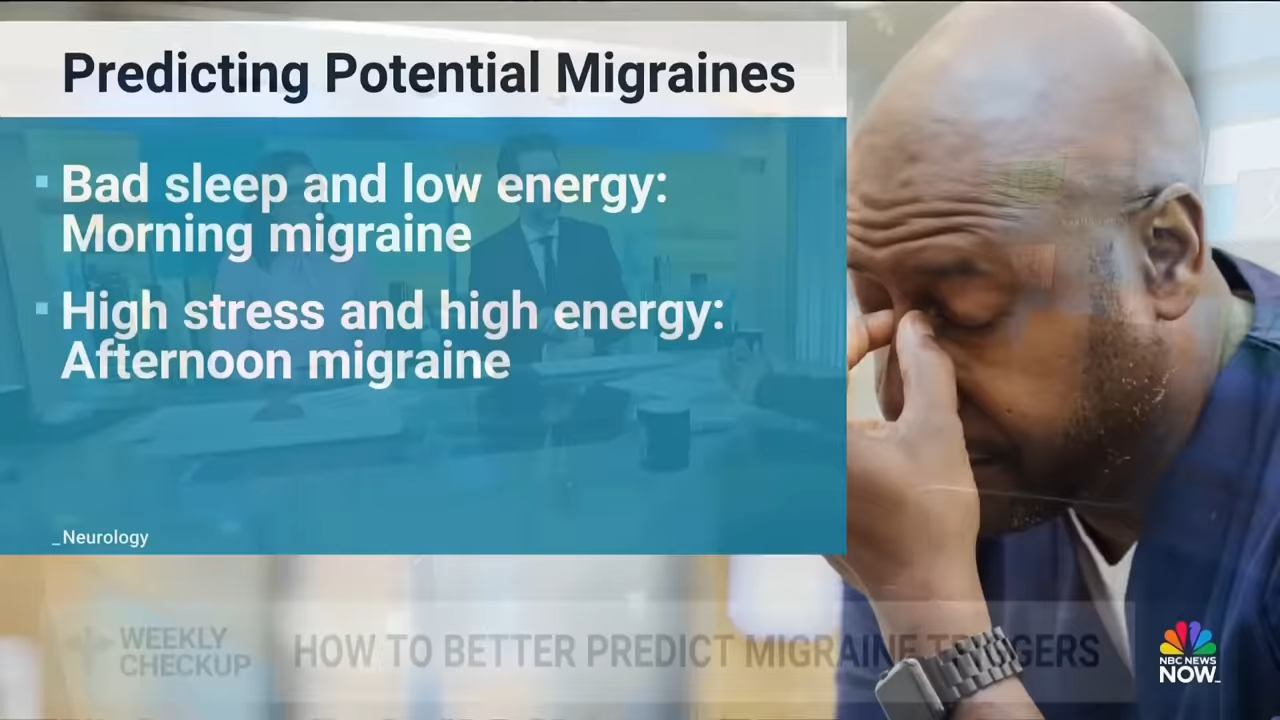 Predicting Potential Migraines
Bad sleep and low energy:
Morning migraine
High stress and high energy:
Afternoon migraine
_Neurology
WEEKLY
CHECKUP
HOW TO BETTER PREDICT MIGRAINE TRIGGERS
NBC NEWS
NOW_